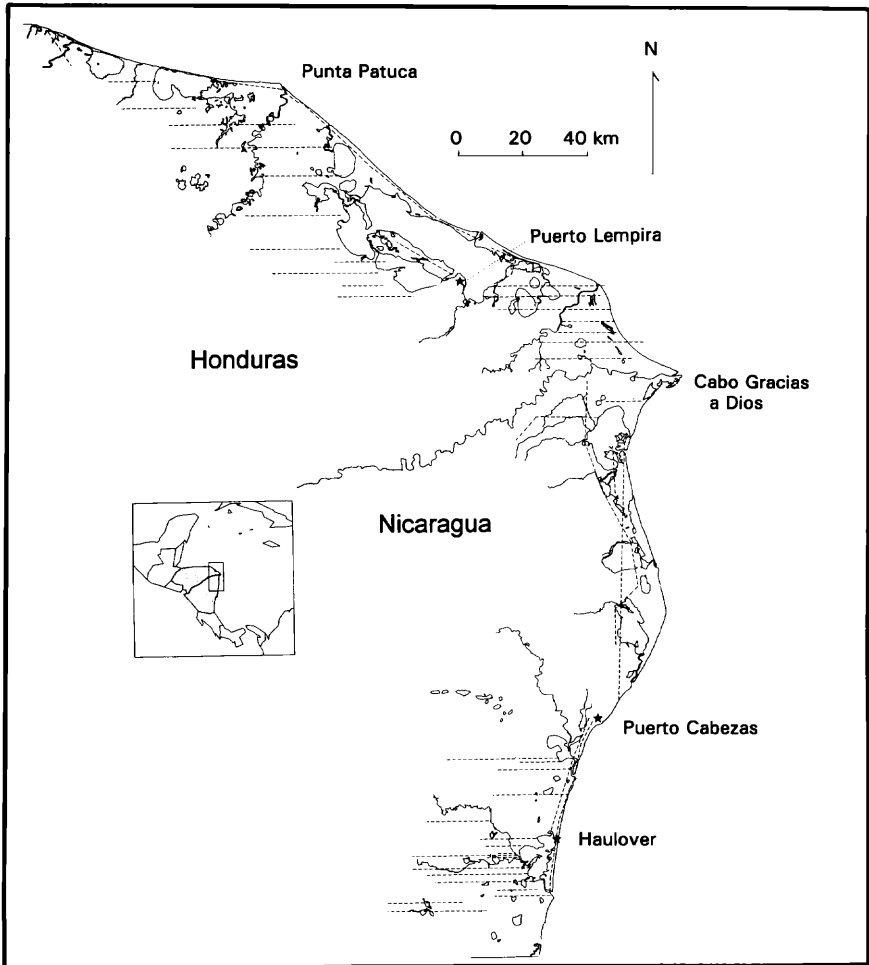 Punta Patuca
N
0 20 40 km
Puerto Lempira
Honduras
Cabo Gracias
a Dios
Nicaragua
Puerto Cabezas
Haulover